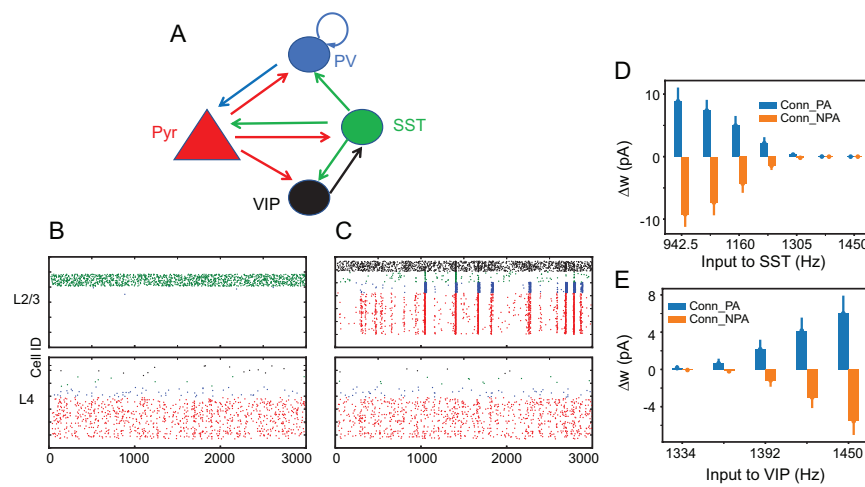 A
PV
Pyr
SST
VIP
B
C
L2/3
Cell ID
L4
0
1000
2000
3000
0
1000
2000
3000
D
10
0
-10
Δw (pA)
Conn_PA
Conn_NPA
942.5
1160
1305
1450
Input to SST (Hz)
E
8
4
0
-4
Δw (pA)
Conn_PA
Conn_NPA
1334
1392
1450
Input to VIP (Hz)